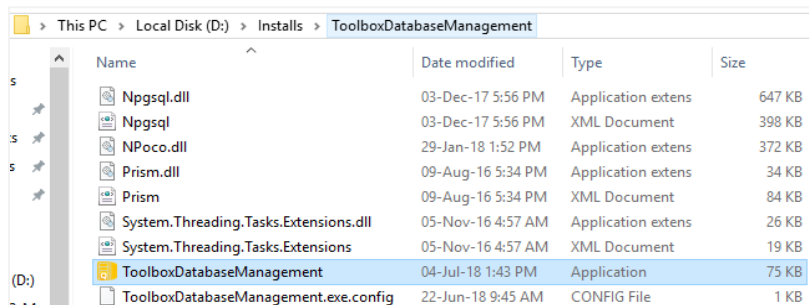 > This PC > Local Disk (D:) > Installs > ToolboxDatabaseManagement
Name Date modified Type Size
Npgsql.dll 03-Dec-17 5:56 PM Application extens 647 KB
Npgsql 03-Dec-17 5:56 PM XML Document 398 KB
NPoco.dll 29-Jan-18 1:52 PM Application extens 372 KB
Prism.dll 09-Aug-16 5:34 PM Application extens 34 KB
Prism 09-Aug-16 5:34 PM XML Document 84 KB
System.Threading.Tasks.Extensions.dll 05-Nov-16 4:57 AM Application extens 26 KB
System.Threading.Tasks.Extensions 05-Nov-16 4:57 AM XML Document 19 KB
(D:) ToolboxDatabaseManagement 04-Jul-18 1:43 PM Application 75 KB
ToolboxDatabaseManagement.exe.config 22-Jun-18 9:45 AM CONFIG File 1 KB